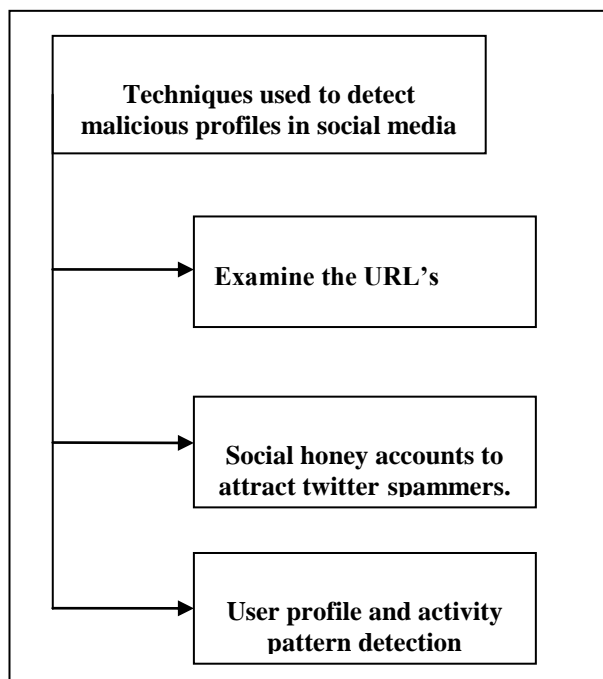 Techniques used to detect
malicious profiles in social media
Examine the URL's
Social honey accounts to
attract twitter spammers.
User profile and activity
pattern detection